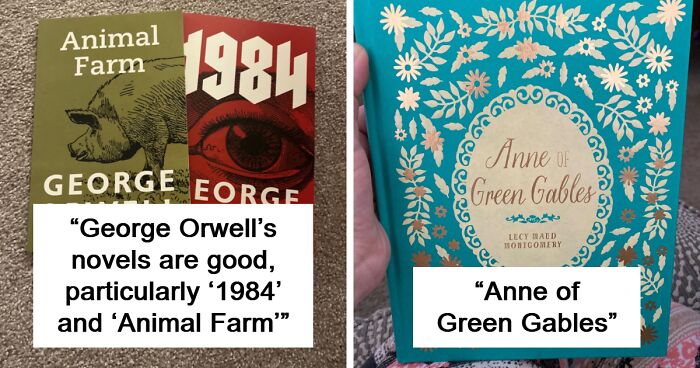 Animal
Farm
GEORGE
1984
EORGE
“George Orwell’s
novels are good,
particularly ‘1984’
and ‘Animal Farm’”
Anne OF
Green Gables
LUCY MAUD
MONTGOMERY
“Anne of
Green Gables”